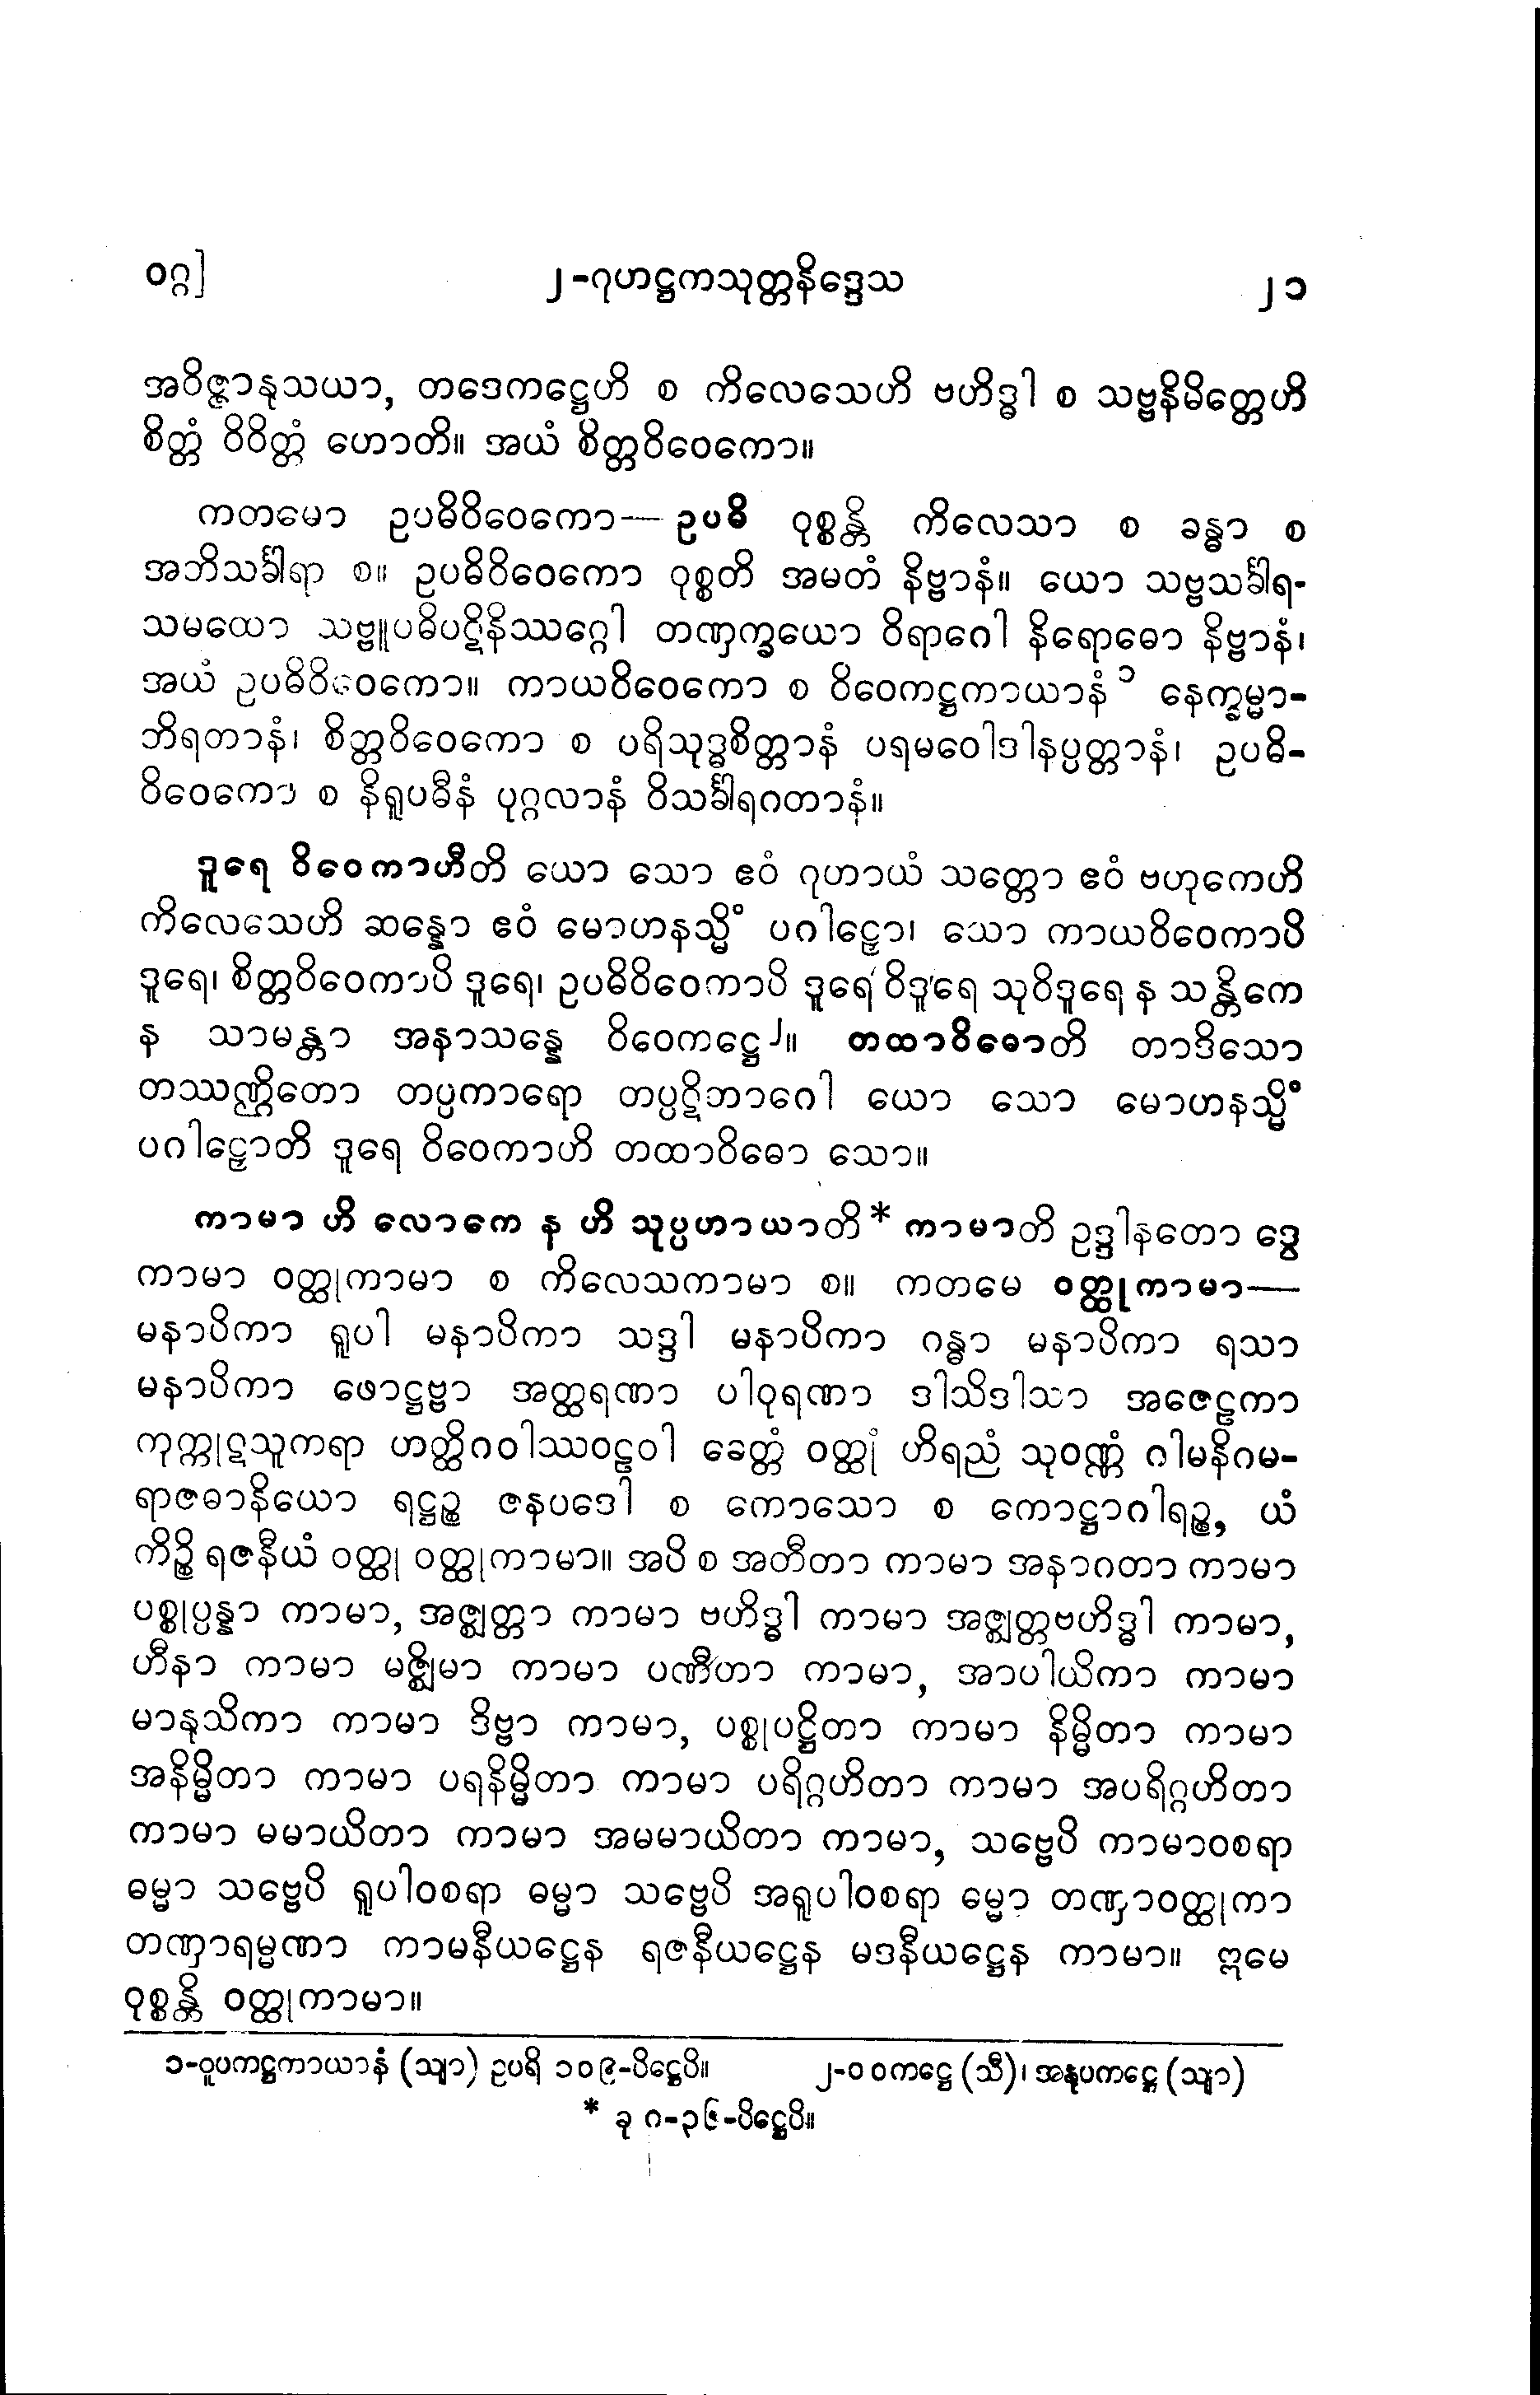 ဝဂ္ဂ]
၂-ဂုဟဋ္ဌကသုတ္တနိဒ္ဒေသ
၂၁
အဝိဇ္ဇာနုသယာ, တဒေကဋ္ဌေဟိ စ ကိလေသေဟိ ဗဟိဒ္ဓါ စ သဗ္ဗနိမိတ္တေဟိ
စိတ္တံ ဝိဝိတ္တံ ဟောတိ။ အယံ စိတ္တဝိဝေကော။
ကတမော ဥပဓိဝိဝေကော— ဥပဓိ ဝုစ္စန္တိ ကိလေသာ စ ခန္ဓာ စ
အဘိသင်္ခါရာ စ။ ဥပဓိဝိဝေကော ဝုစ္စတိ အမတံ နိဗ္ဗာနံ။ ယော သဗ္ဗသင်္ခါရ-
သမထော သဗ္ဗူပဓိပဋိနိဿဂ္ဂေါ တဏှက္ခယော ဝိရာဂေါ နိရောဓော နိဗ္ဗာနံ၊
အယံ ဥပဓိဝိဝေကော။ ကာယဝိဝေကော စ ဝိဝေကဋ္ဌကာယာနံ ၁ နေက္ခမ္မာ-
ဘိရတာနံ၊ စိတ္တဝိဝေကော စ ပရိသုဒ္ဓစိတ္တာနံ ပရမဝေါဒါနပ္ပတ္တာနံ၊ ဥပဓိ-
ဝိဝေကော စ နိရူပဓီနံ ပုဂ္ဂလာနံ ဝိသင်္ခါရဂတာနံ။
ဒူရေ ဝိဝေကာဟီတိ ယော သော ဧဝံ ဂုဟာယံ သတ္တော ဧဝံ ဗဟုကေဟိ
ကိလေသေဟိ ဆန္နော ဧဝံ မောဟနသ္မိံ ပဂါဠှော၊ သော ကာယဝိဝေကာပိ
ဒူရေ၊ စိတ္တဝိဝေကာပိ ဒူရေ၊ ဥပဓိဝိဝေကာပိ ဒူရေ ဝိဒူရေ သုဝိဒူရေ န သန္တိကေ
န သာမန္တာ အနာသန္နေ ဝိဝေကဋ္ဌေ ၂။ တထာဝိဓောတိ တာဒိသော
တဿဏ္ဌိတော တပ္ပကာရော တပ္ပဋိဘာဂေါ ယော သော မောဟနသ္မိံ
ပဂါဠှောတိ ဒူရေ ဝိဝေကာဟိ တထာဝိဓော သော။
ကာမာ ဟိ လောကေ န ဟိ သုပ္ပဟာယာတိ * ကာမာတိ ဥဒ္ဒါနတော ဒွေ
ကာမာ ဝတ္ထုကာမာ စ ကိလေသကာမာ စ။ ကတမေ ဝတ္ထုကာမာ—
မနာပိကာ ရူပါ မနာပိကာ သဒ္ဒါ မနာပိကာ ဂန္ဓာ မနာပိကာ ရသာ
မနာပိကာ ဖောဋ္ဌဗ္ဗာ အတ္ထရဏာ ပါဝုရဏာ ဒါသိဒါသာ အဇေဠကာ
ကုက္ကုဋသူကရာ ဟတ္ထိဂဝါဿဝဠဝါ ခေတ္တံ ဝတ္ထုံ ဟိရညံ သုဝဏ္ဏံ ဂါမနိဂမ-
ရာဇဓာနိယော ရဋ္ဌဉ္စ ဇနပဒေါ စ ကောသော စ ကောဋ္ဌာဂါရဉ္စ, ယံ
ကိဉ္စိ ရဇနီယံ ဝတ္ထု ဝတ္ထုကာမာ။ အပိ စ အတီတာ ကာမာ အနာဂတာ ကာမာ
ပစ္စုပ္ပန္နာ ကာမာ, အဇ္ဈတ္တာ ကာမာ ဗဟိဒ္ဓါ ကာမာ အဇ္ဈတ္တဗဟိဒ္ဓါ ကာမာ,
ဟီနာ ကာမာ မဇ္ဈိမာ ကာမာ ပဏီတာ ကာမာ, အာပါယိကာ ကာမာ
မာနုသိကာ ကာမာ ဒိဗ္ဗာ ကာမာ, ပစ္စုပဋ္ဌိတာ ကာမာ နိမ္မိတာ ကာမာ
အနိမ္မိတာ ကာမာ ပရနိမ္မိတာ ကာမာ ပရိဂ္ဂဟိတာ ကာမာ အပရိဂ္ဂဟိတာ
ကာမာ မမာယိတာ ကာမာ အမမာယိတာ ကာမာ, သဗ္ဗေပိ ကာမာဝစရာ
ဓမ္မာ သဗ္ဗေပိ ရူပါဝစရာ ဓမ္မာ သဗ္ဗေပိ အရူပါဝစရာ ဓမ္မာ တဏှာဝတ္ထုကာ
တဏှာရမ္မဏာ ကာမနီယဋ္ဌေန ရဇနီယဋ္ဌေန မဒနီယဋ္ဌေန ကာမာ။ ဣမေ
ဝုစ္စန္တိ ဝတ္ထုကာမာ။
၁-ဝူပကဋ္ဌကာယာနံ (သျာ) ဥပရိ ၁၀၉-ပိဋ္ဌေပိ။ ၂-ဝဝကဋ္ဌေ (သီ)၊ အနုပကဋ္ဌေ (သျာ)
* ခု ဂ-၃၆-ပိဋ္ဌေပိ။